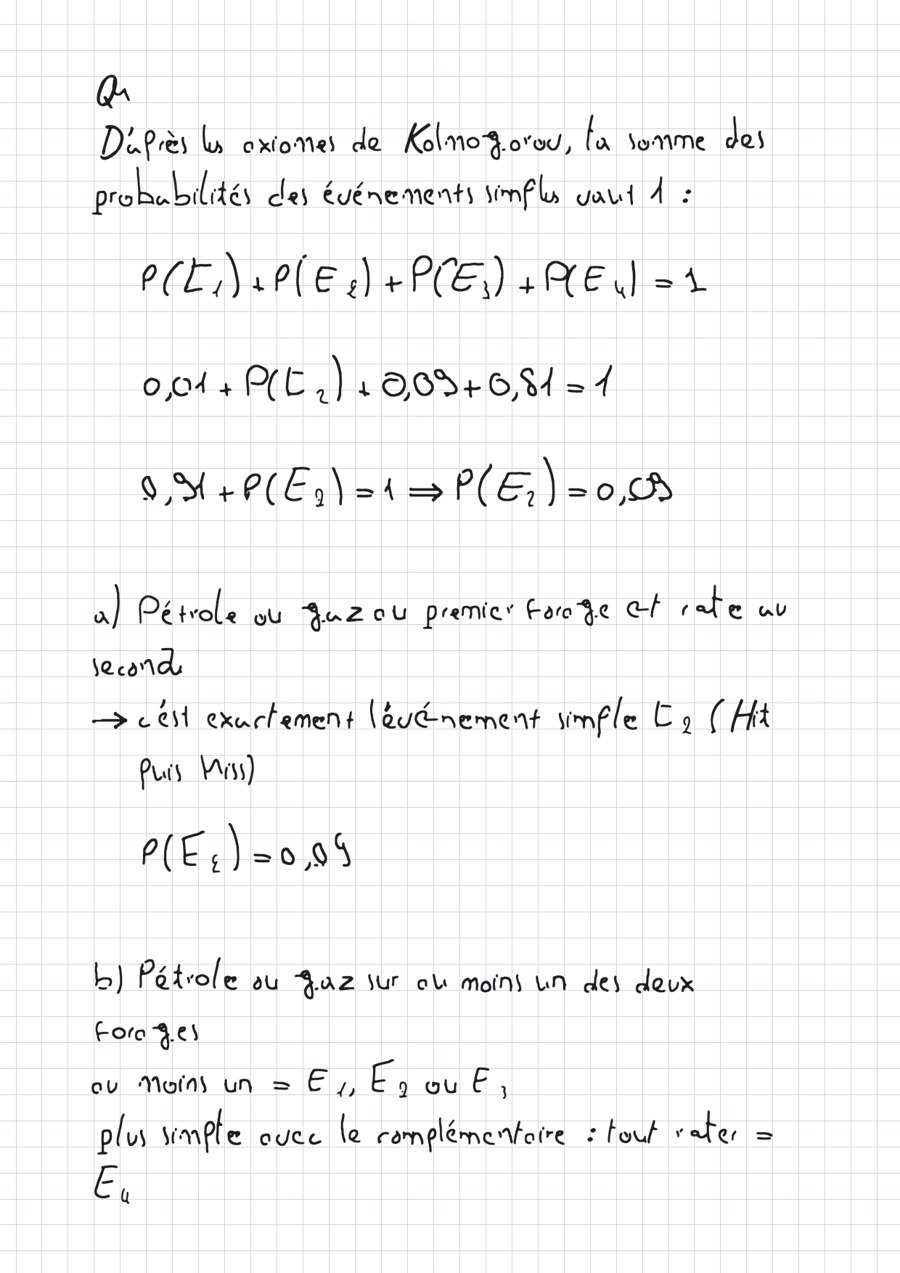 Q1
D'après les axiomes de Kolmogorov, la somme des
probabilités des événements simples vaut 1 :
P(E1) + P(E2) + P(E3) + P(E4) = 1
0,01 + P(E2) + 0,09 + 0,81 = 1
0,91 + P(E2) = 1 ⇒ P(E2) = 0,09
a) Pétrole ou gaz au premier forage et rate au
second
→ c'est exactement l'événement simple E2 (Hit
puis Miss)
P(E2) = 0,09
b) Pétrole ou gaz sur au moins un des deux
forages
au moins un = E1, E2 ou E3
plus simple avec le complémentaire : tout rater =
E4